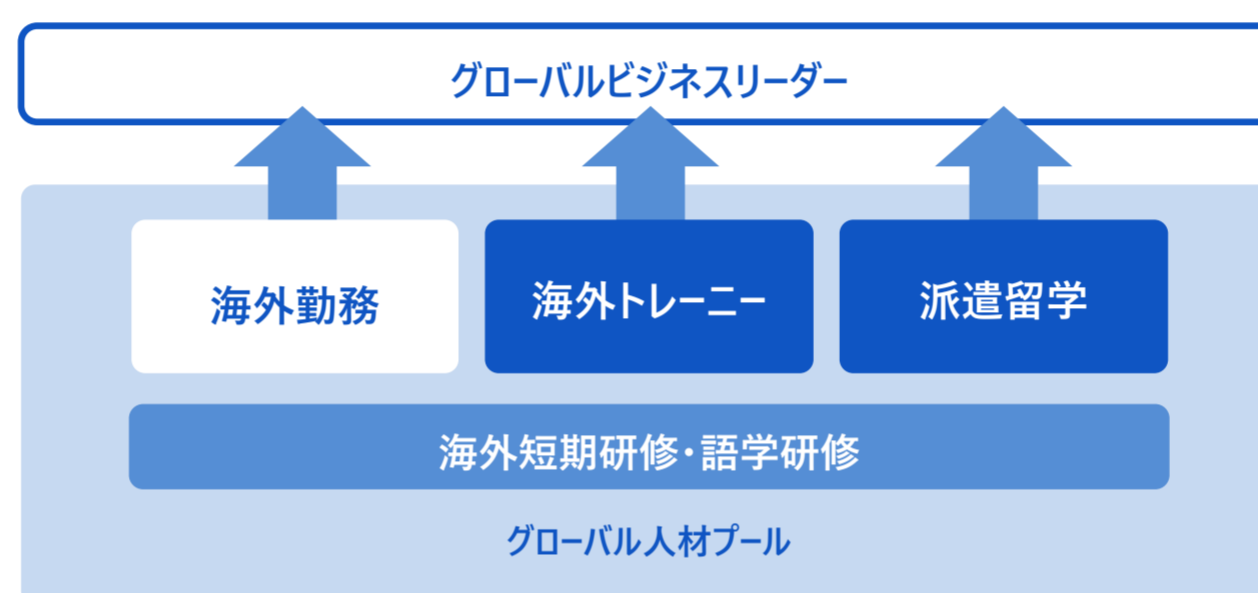 グローバルビジネスリーダー
海外勤務
海外トレーニー
派遣留学
海外短期研修・語学研修
グローバル人材プール